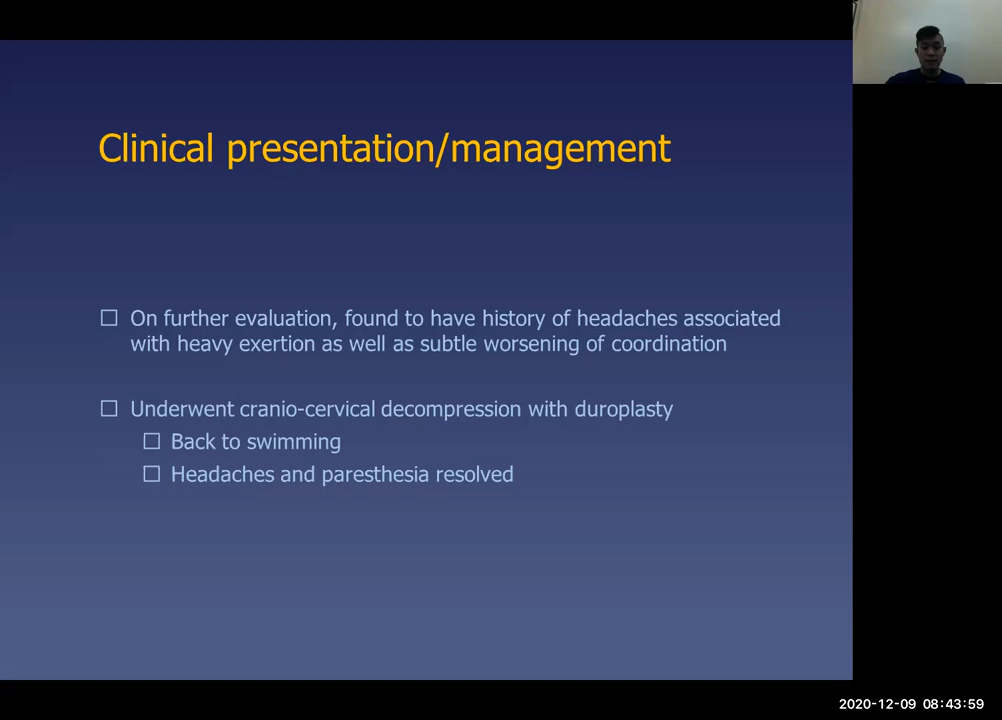 Clinical presentation/management
On further evaluation, found to have history of headaches associated
with heavy exertion as well as subtle worsening of coordination
Underwent cranio-cervical decompression with duroplasty
Back to swimming
Headaches and paresthesia resolved
2020-12-09 08:43:59